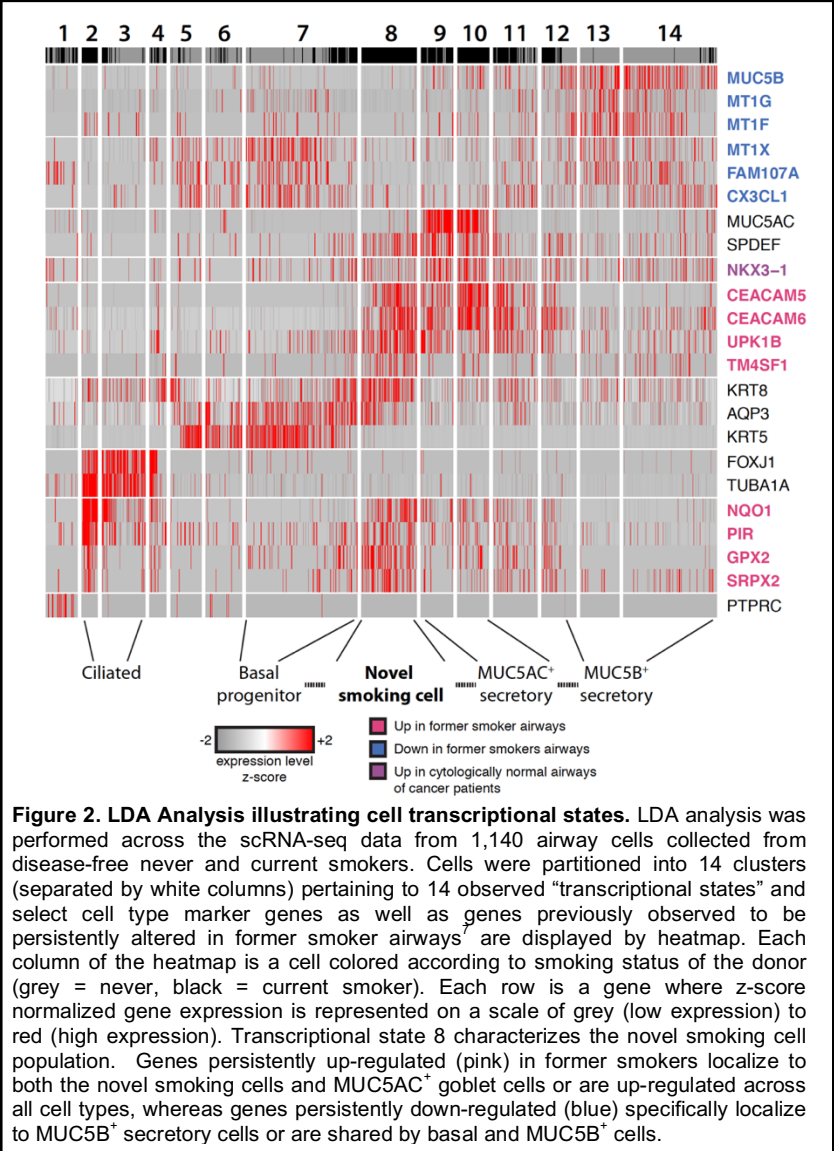 1 2 3 4 5 6 7 8 9 10 11 12 13 14
MUC5B
MT1G
MT1F
MT1X
FAM107A
CX3CL1
MUC5AC
SPDEF
NKX3−1
CEACAM5
CEACAM6
UPK1B
TM4SF1
KRT8
AQP3
KRT5
FOXJ1
TUBA1A
NQO1
PIR
GPX2
SRPX2
PTPRC
Ciliated
Basal
progenitor
Novel
smoking cell
MUC5AC+
secretory
MUC5B+
secretory
-2 +2
expression level
z-score
Up in former smoker airways
Down in former smokers airways
Up in cytologically normal airways
of cancer patients
Figure 2. LDA Analysis illustrating cell transcriptional states. LDA analysis was
performed across the scRNA-seq data from 1,140 airway cells collected from
disease-free never and current smokers. Cells were partitioned into 14 clusters
(separated by white columns) pertaining to 14 observed “transcriptional states” and
select cell type marker genes as well as genes previously observed to be
persistently altered in former smoker airways7 are displayed by heatmap. Each
column of the heatmap is a cell colored according to smoking status of the donor
(grey = never, black = current smoker). Each row is a gene where z-score
normalized gene expression is represented on a scale of grey (low expression) to
red (high expression). Transcriptional state 8 characterizes the novel smoking cell
population. Genes persistently up-regulated (pink) in former smokers localize to
both the novel smoking cells and MUC5AC+ goblet cells or are up-regulated across
all cell types, whereas genes persistently down-regulated (blue) specifically localize
to MUC5B+ secretory cells or are shared by basal and MUC5B+ cells.